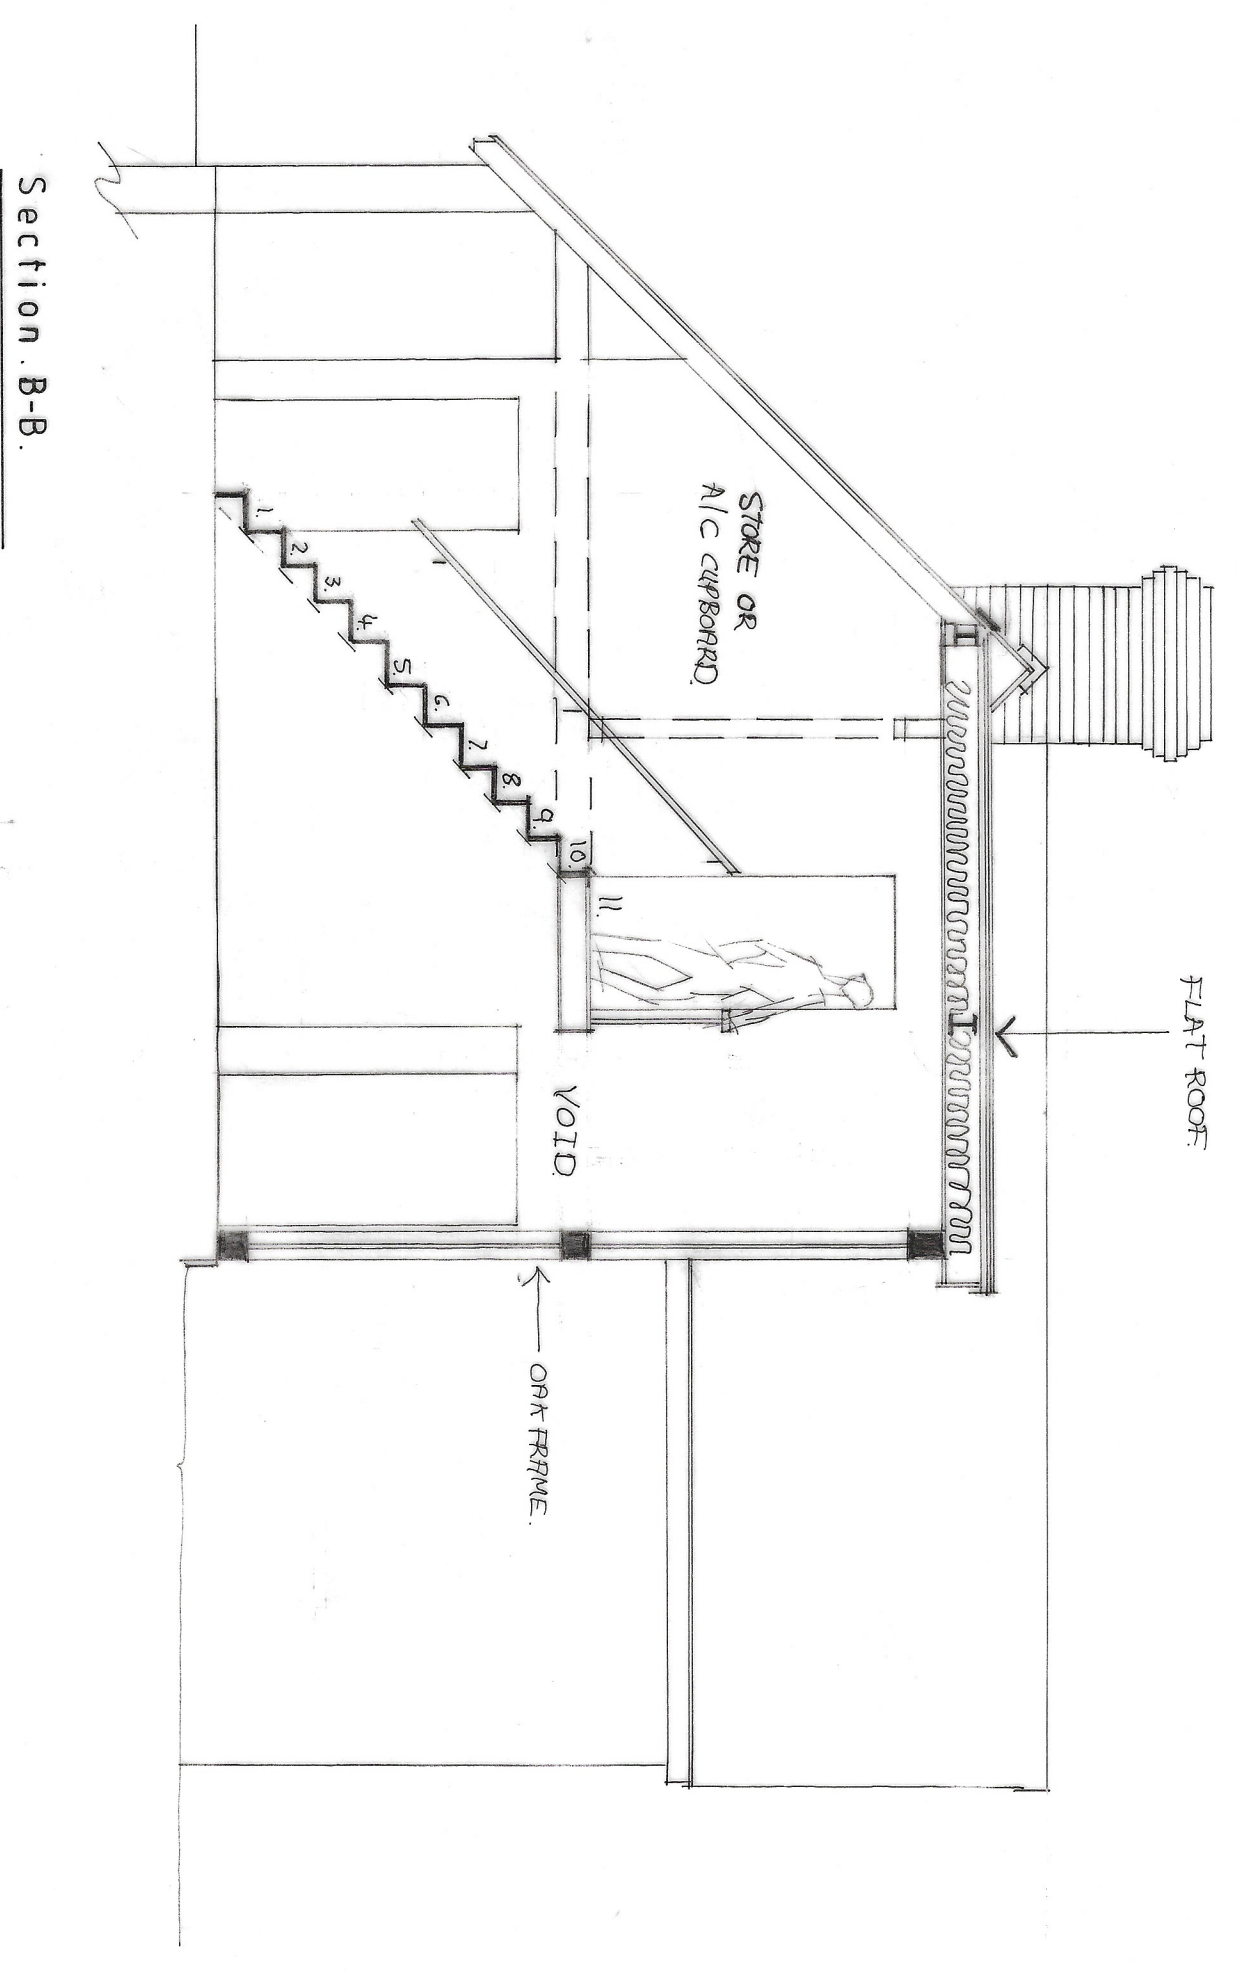 FLAT ROOF.
STORE OR
A/C CUPBOARD.
1.
2.
3.
4.
5.
6.
7.
8.
9.
10.
11.
VOID.
OAK FRAME.
Section. B-B.